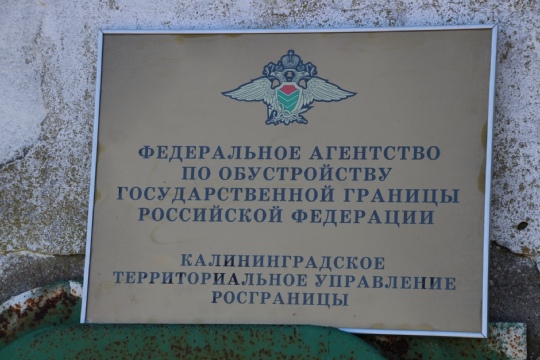 ФЕДЕРАЛЬНОЕ АГЕНТСТВО
ПО ОБУСТРОЙСТВУ
ГОСУДАРСТВЕННОЙ ГРАНИЦЫ
РОССИЙСКОЙ ФЕДЕРАЦИИ
КАЛИНИНГРАДСКОЕ
ТЕРРИТОРИАЛЬНОЕ УПРАВЛЕНИЕ
РОСГРАНИЦЫ